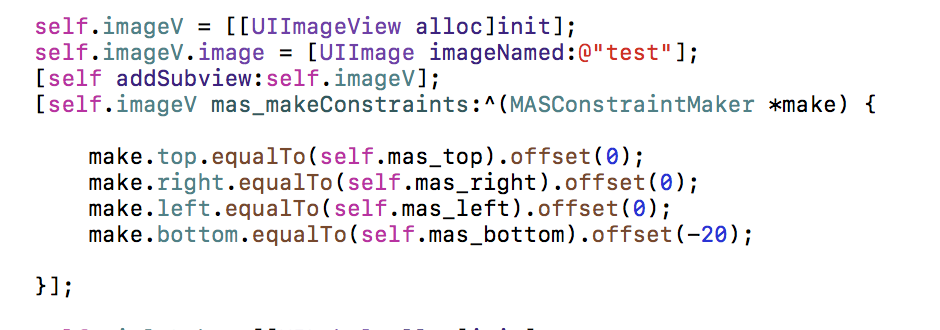 self.imageV = [[UIImageView alloc]init];
self.imageV.image = [UIImage imageNamed:@"test"];
[self addSubview:self.imageV];
[self.imageV mas_makeConstraints:^(MASConstraintMaker *make) {
make.top.equalTo(self.mas_top).offset(0);
make.right.equalTo(self.mas_right).offset(0);
make.left.equalTo(self.mas_left).offset(0);
make.bottom.equalTo(self.mas_bottom).offset(-20);
}];